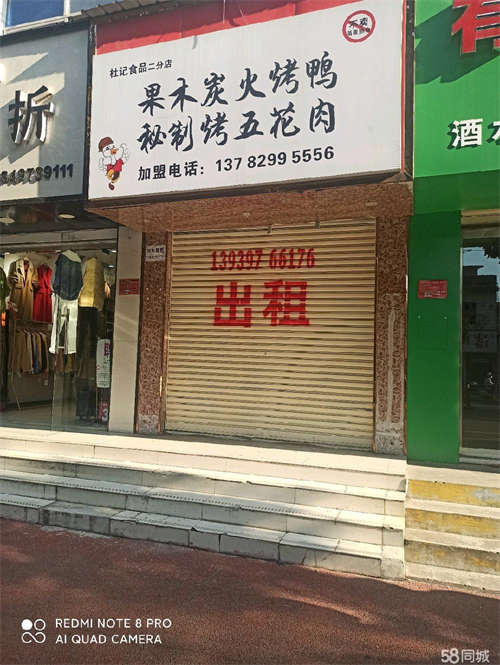 杜记食品二分店
果木炭火烤鸭
秘制烤五花肉
加盟电话：137 8299 5556
折
酒
13939766176
出租
REDMI NOTE 8 PRO
AI QUAD CAMERA
58同城